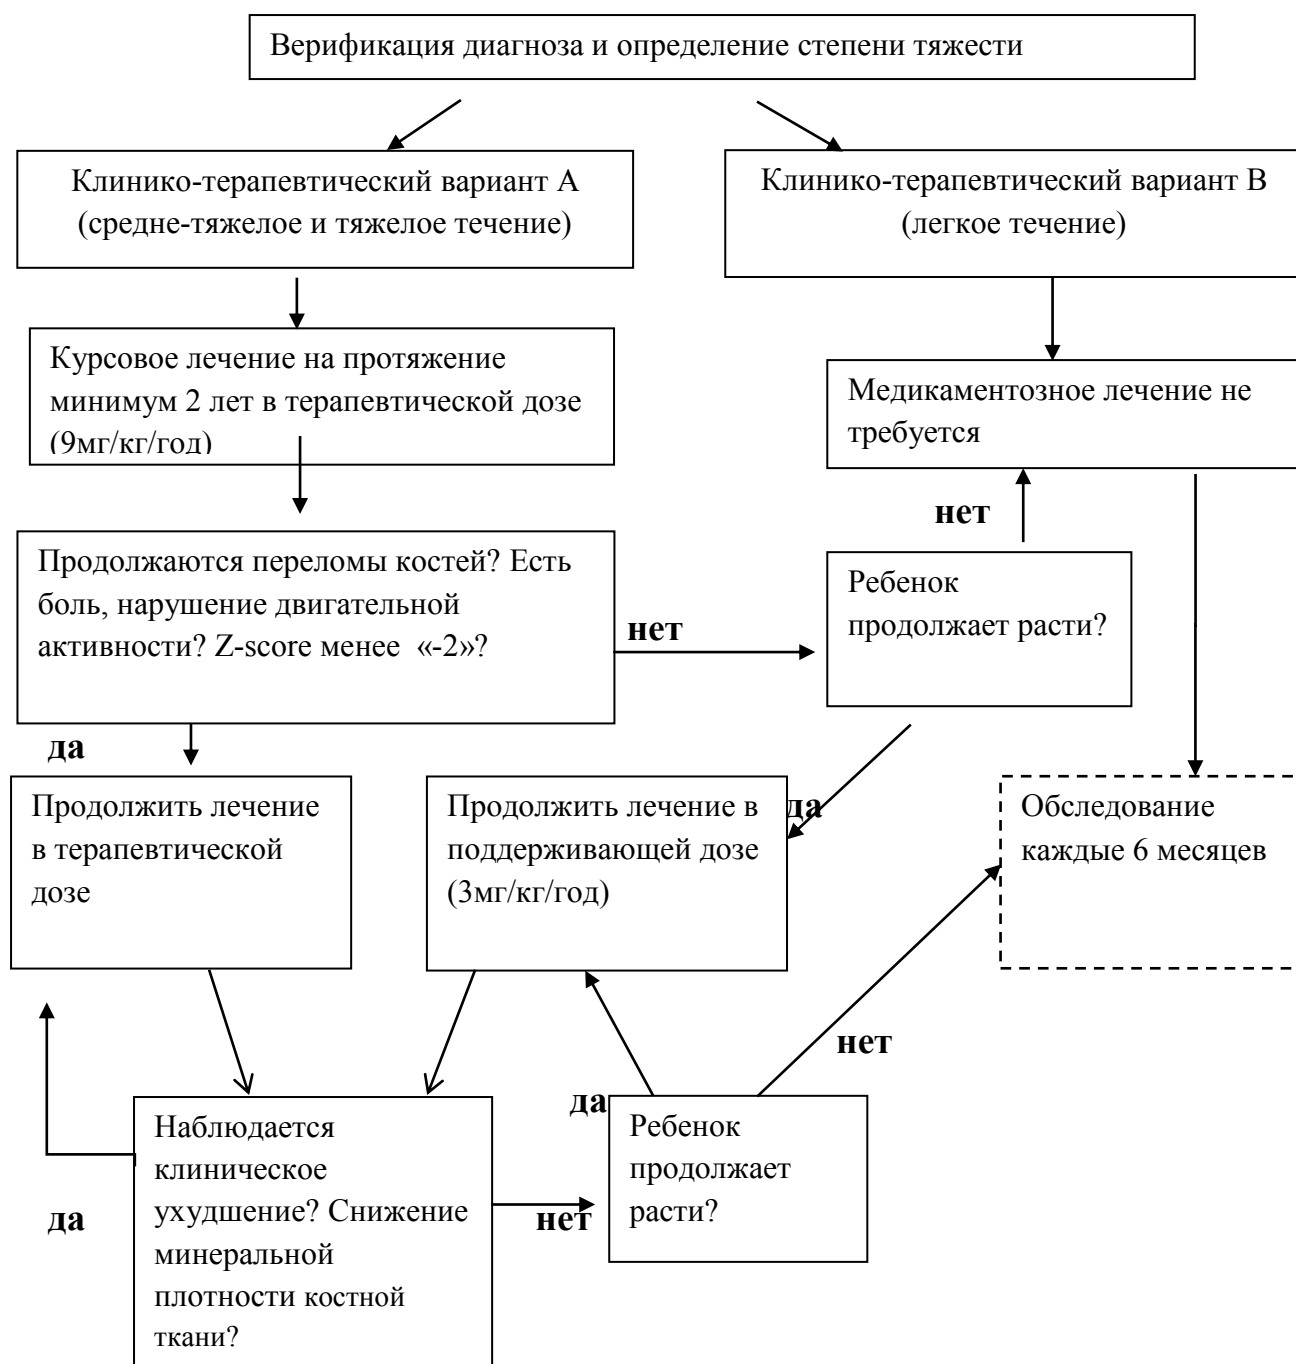 Верификация диагноза и определение степени тяжести
Клинико-терапевтический вариант А
(средне-тяжелое и тяжелое течение)
Клинико-терапевтический вариант В
(легкое течение)
Курсовое лечение на протяжение
минимум 2 лет в терапевтической дозе
(9мг/кг/год)
Медикаментозное лечение не
требуется
нет
Продолжаются переломы костей? Есть
боль, нарушение двигательной
активности? Z-score менее «-2»?
нет
Ребенок
продолжает расти?
да
Продолжить лечение
в терапевтической
дозе
Продолжить лечение в
поддерживающей дозе
(3мг/кг/год)
да
Обследование
каждые 6 месяцев
нет
да
Наблюдается
клиническое
ухудшение? Снижение
минеральной
плотности костной
ткани?
да
нет
Ребенок
продолжает
расти?